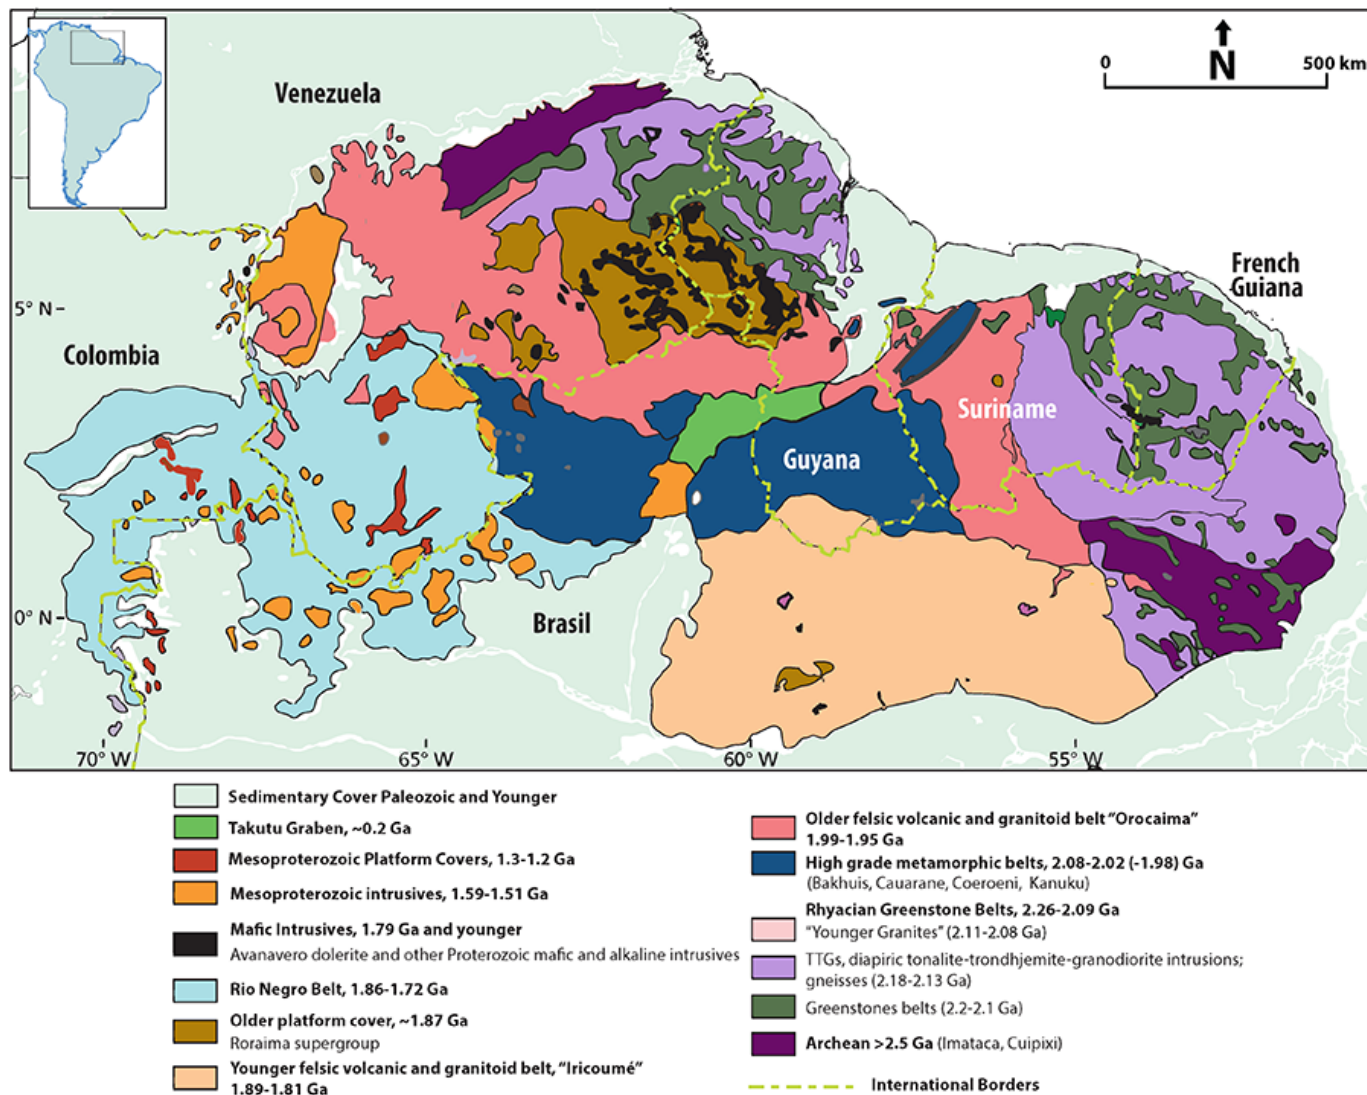 Venezuela
N
0
500 km
French
Guiana
5° N
Colombia
Suriname
Guyana
0° N
Brasil
70° W
65° W
60° W
55° W
Sedimentary Cover Paleozoic and Younger
Takutu Graben, ~0.2 Ga
Mesoproterozoic Platform Covers, 1.3-1.2 Ga
Mesoproterozoic intrusives, 1.59-1.51 Ga
Mafic Intrusives, 1.79 Ga and younger
Avanavero dolerite and other Proterozoic mafic and alkaline intrusives
Rio Negro Belt, 1.86-1.72 Ga
Older platform cover, ~1.87 Ga
Roraima supergroup
Younger felsic volcanic and granitoid belt, "Iricoumé"
1.89-1.81 Ga
Older felsic volcanic and granitoid belt "Orocaima"
1.99-1.95 Ga
High grade metamorphic belts, 2.08-2.02 (-1.98) Ga
(Bakhuis, Cauarane, Coeroeni, Kanuku)
Rhyacian Greenstone Belts, 2.26-2.09 Ga
"Younger Granites" (2.11-2.08 Ga)
TTGs, diapiric tonalite-trondhjemite-granodiorite intrusions;
gneisses (2.18-2.13 Ga)
Greenstones belts (2.2-2.1 Ga)
Archean >2.5 Ga (Imataca, Cuipixi)
International Borders